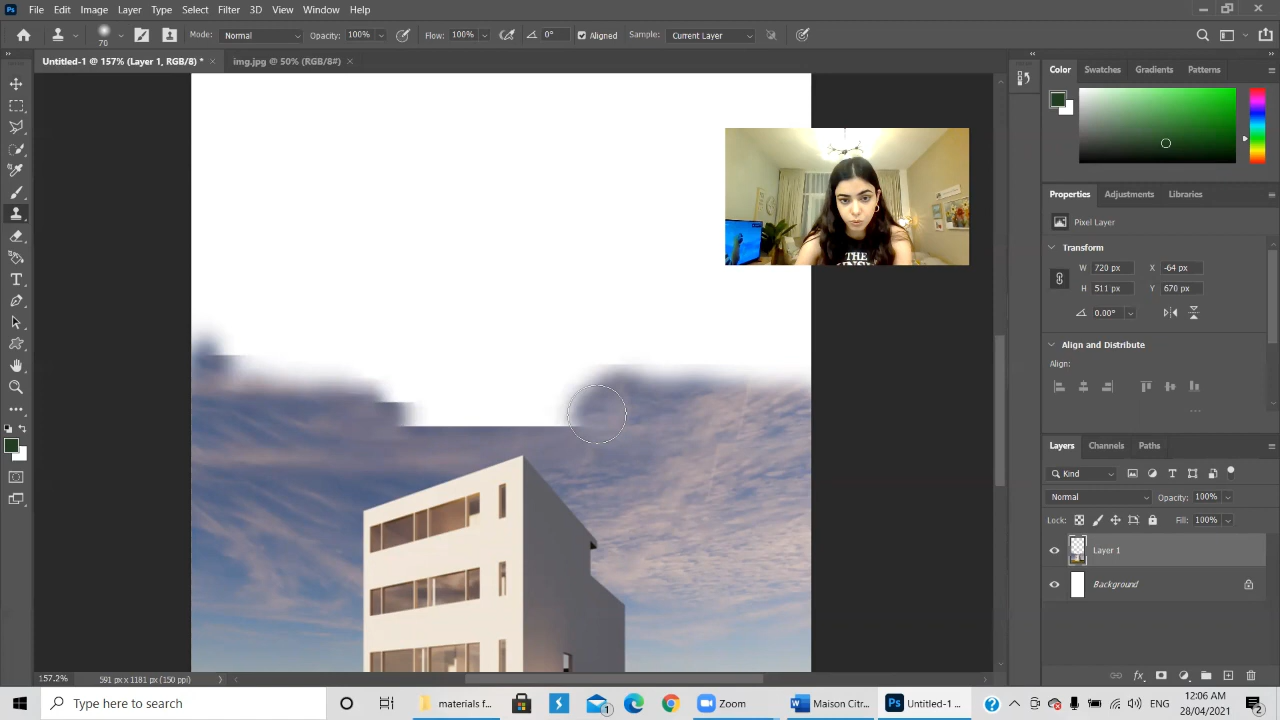 Ps File Edit Image Layer Type Select Filter 3D View Window Help
70 Mode: Normal Opacity: 100% Flow: 100% 0° Aligned Sample: Current Layer
Untitled-1 @ 157% (Layer 1, RGB/8) * img.jpg @ 50% (RGB/8#)
Color Swatches Gradients Patterns
Properties Adjustments Libraries
Pixel Layer
Transform
W 720 px X -64 px
H 511 px Y 670 px
0.00°
Align and Distribute
Align:
Layers Channels Paths
Kind
Normal Opacity: 100%
Lock: Fill: 100%
Layer 1
Background
THE
157.2% 591 px x 1181 px (150 ppi)
Type here to search
materials f...
Zoom
Maison Citr...
Untitled-1 ...
12:06 AM
28/04/2021
2